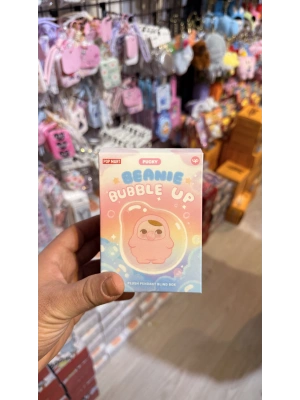 POP MART
PUCKY
BEANIE
BUBBLE UP